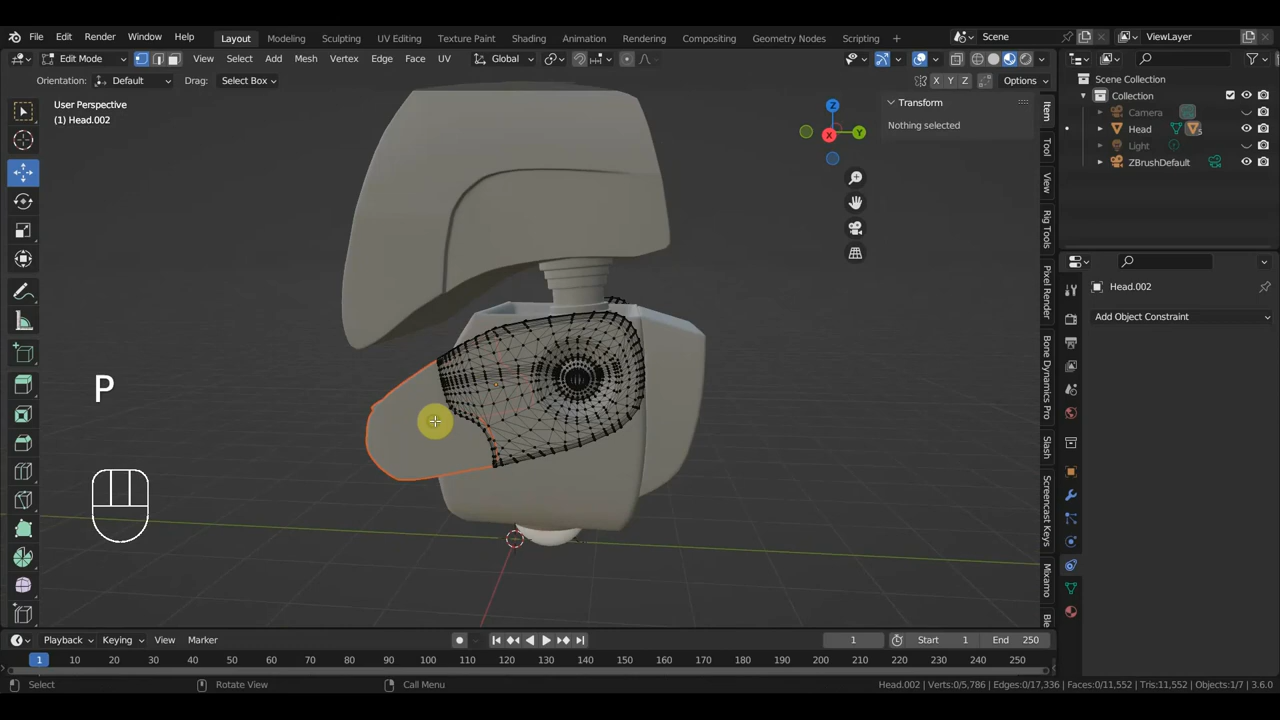 File Edit Render Window Help Layout Modeling Sculpting UV Editing Texture Paint Shading Animation Rendering Compositing Geometry Nodes Scripting + Scene ViewLayer
Edit Mode View Select Add Mesh Vertex Edge Face UV Global
Orientation: Default Drag: Select Box X Y Z Options
User Perspective
(1) Head.002
Transform
Nothing selected
Z
Y
X
Item
Tool
View
Rig Tools
Pixel Render
Bone Dynamics Pro
Slash
Screencast Keys
Mixamo
Ble
Scene Collection
Collection
Camera
Head
Light
ZBrushDefault
Head.002
Add Object Constraint
P
Playback Keying View Marker 1 Start 1 End 250
1 10 20 30 40 50 60 70 80 90 100 110 120 130 140 150 160 170 180 190 200 210 220 230 240 250
Select Rotate View Call Menu Head.002 | Verts:0/5,786 | Edges:0/17,336 | Faces:0/11,552 | Tris:11,552 | Objects:1/7 | 3.6.0